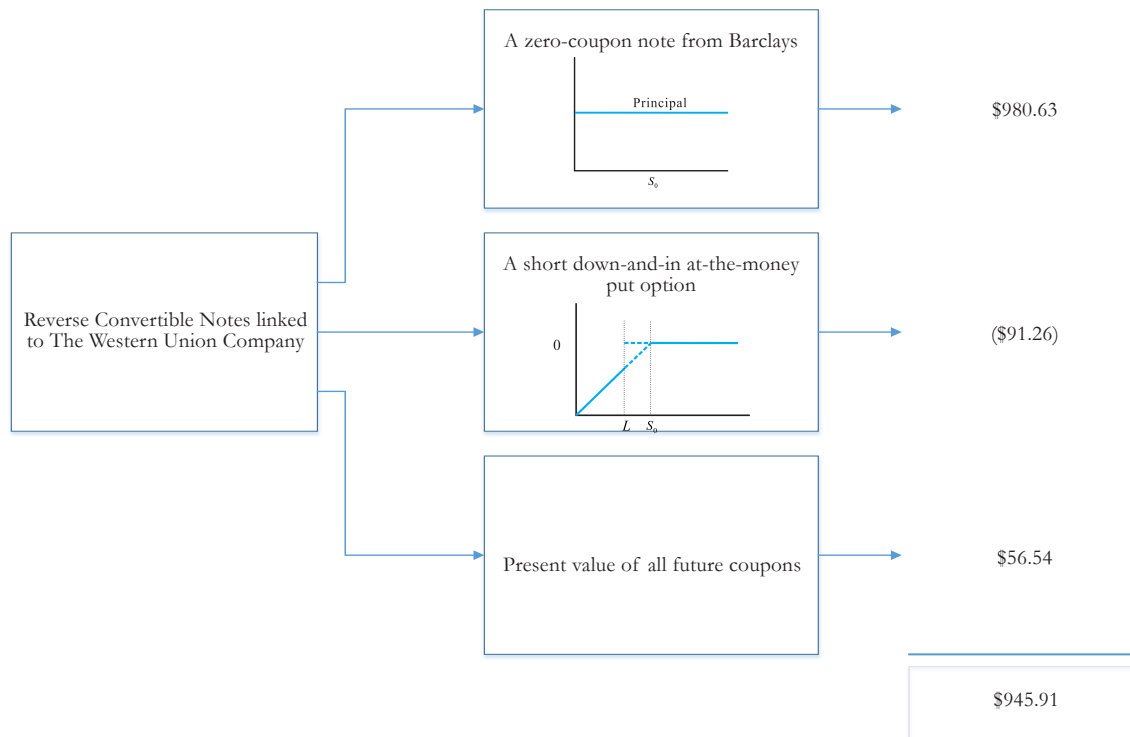 A zero-coupon note from Barclays
Principal
S₀
$980.63
Reverse Convertible Notes linked
to The Western Union Company
A short down-and-in at-the-money
put option
0
L S₀
($91.26)
Present value of all future coupons
$56.54
$945.91